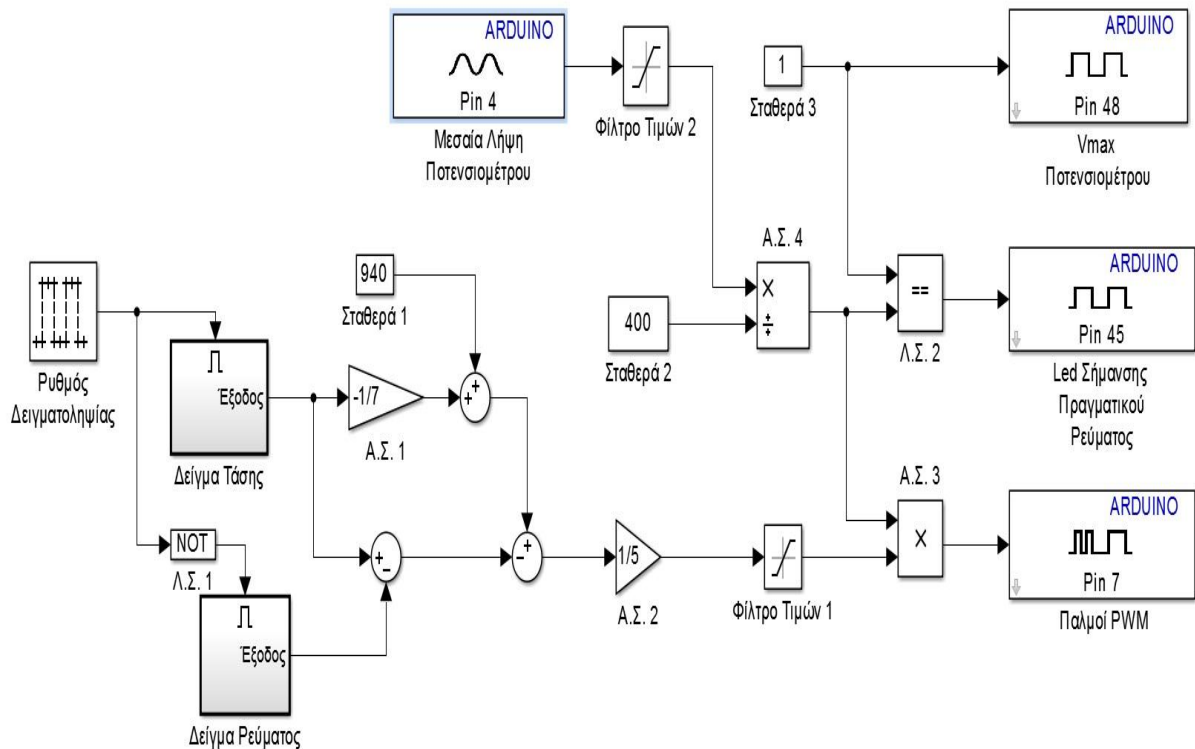 ARDUINO
Pin 4
Μεσαία Λήψη
Ποτενσιομέτρου
Φίλτρο Τιμών 2
1
Σταθερά 3
ARDUINO
Pin 48
Vmax
Ποτενσιομέτρου
Ρυθμός
Δειγματοληψίας
Έξοδος
Δείγμα Τάσης
940
Σταθερά 1
-1/7
Α.Σ. 1
400
Σταθερά 2
Α.Σ. 4
==
Λ.Σ. 2
ARDUINO
Pin 45
Led Σήμανσης
Πραγματικού
Ρεύματος
NOT
Λ.Σ. 1
Έξοδος
Δείγμα Ρεύματος
1/5
Α.Σ. 2
Φίλτρο Τιμών 1
Α.Σ. 3
ARDUINO
Pin 7
Παλμοί PWM